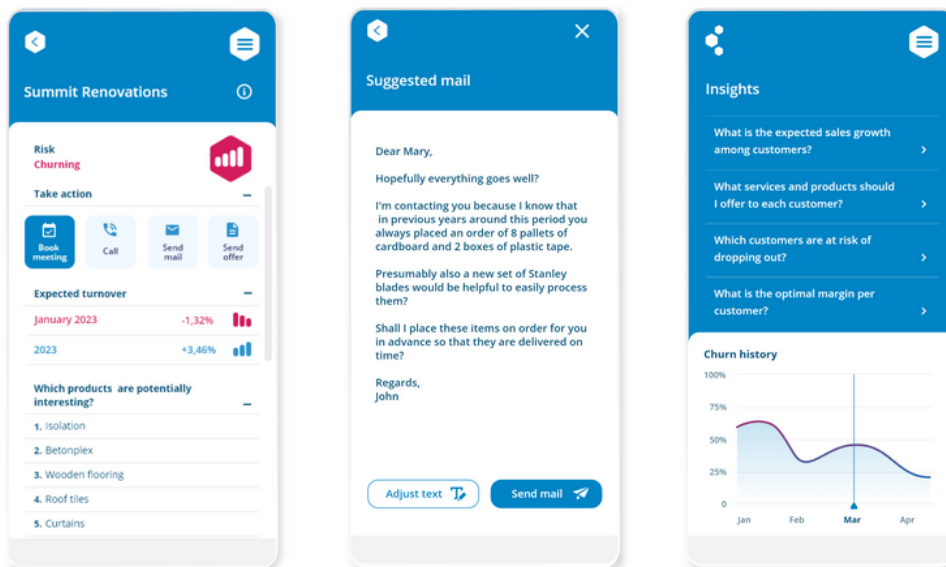 Summit Renovations
Risk
Churning
Take action
Book
meeting
Call
Send
mail
Send
offer
Expected turnover
January 2023 -1,32%
2023 +3,46%
Which products are potentially
interesting?
1. Isolation
2. Betonplex
3. Wooden flooring
4. Roof tiles
5. Curtains
Suggested mail
Dear Mary,
Hopefully everything goes well?
I'm contacting you because I know that
in previous years around this period you
always placed an order of 8 pallets of
cardboard and 2 boxes of plastic tape.
Presumably also a new set of Stanley
blades would be helpful to easily process
them?
Shall I place these items on order for you
in advance so that they are delivered on
time?
Regards,
John
Adjust text
Send mail
Insights
What is the expected sales growth
among customers?
What services and products should
I offer to each customer?
Which customers are at risk of
dropping out?
What is the optimal margin per
customer?
Churn history
100%
75%
50%
25%
0
Jan Feb Mar Apr